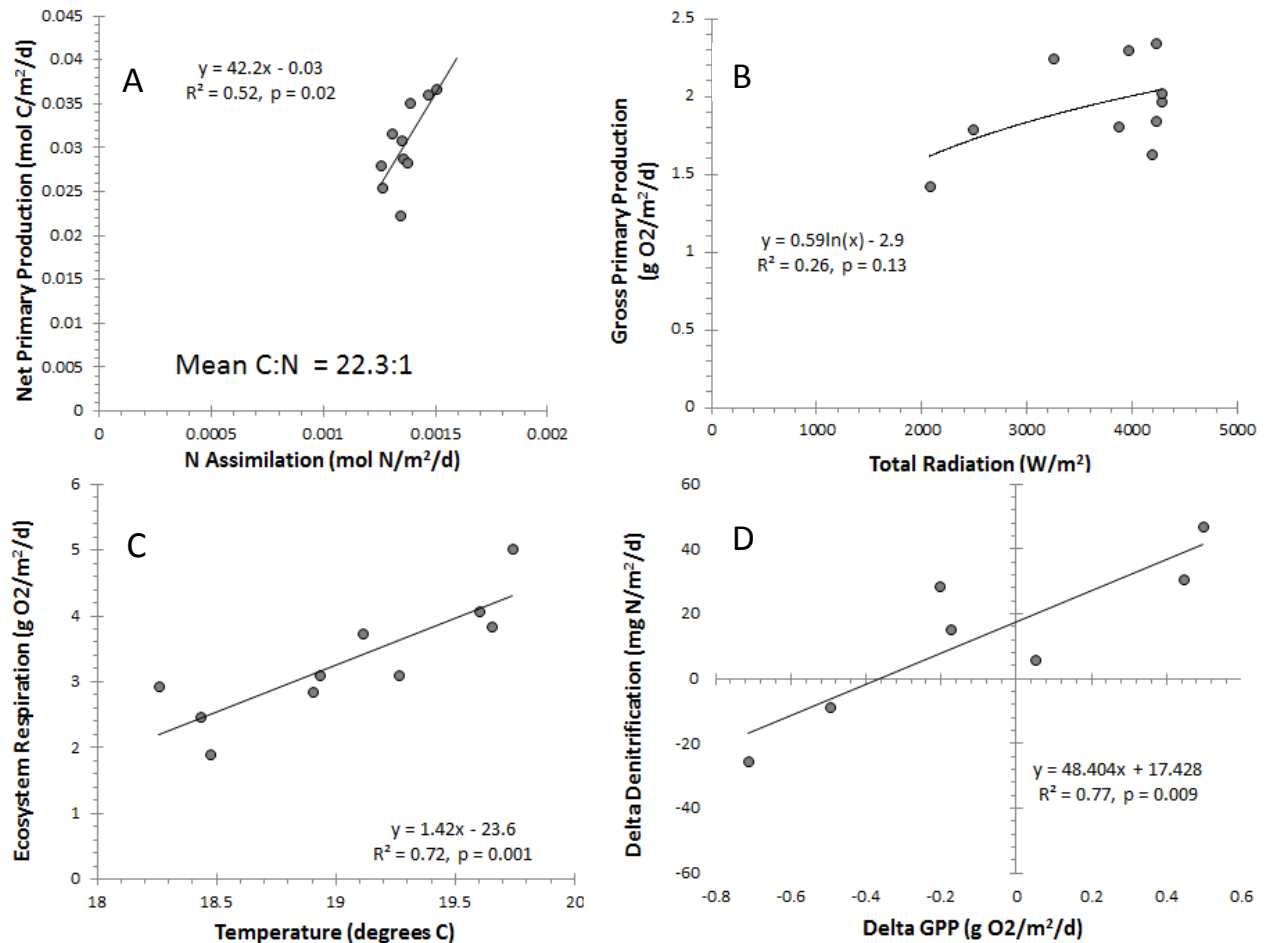 A
y = 42.2x - 0.03
R² = 0.52, p = 0.02
Mean C:N = 22.3:1
0.045
0.04
0.035
0.03
0.025
0.02
0.015
0.01
0.005
0
0
0.0005
0.001
0.0015
0.002
Net Primary Production (mol C/m²/d)
N Assimilation (mol N/m²/d)
B
y = 0.59ln(x) - 2.9
R² = 0.26, p = 0.13
2.5
2
1.5
1
0.5
0
0
1000
2000
3000
4000
5000
Gross Primary Production
(g O2/m²/d)
Total Radiation (W/m²)
C
y = 1.42x - 23.6
R² = 0.72, p = 0.001
6
5
4
3
2
1
0
18
18.5
19
19.5
20
Ecosystem Respiration (g O2/m²/d)
Temperature (degrees C)
D
y = 48.404x + 17.428
R² = 0.77, p = 0.009
60
40
20
0
-20
-40
-60
-0.8
-0.6
-0.4
-0.2
0
0.2
0.4
0.6
Delta Denitrification (mg N/m²/d)
Delta GPP (g O2/m²/d)